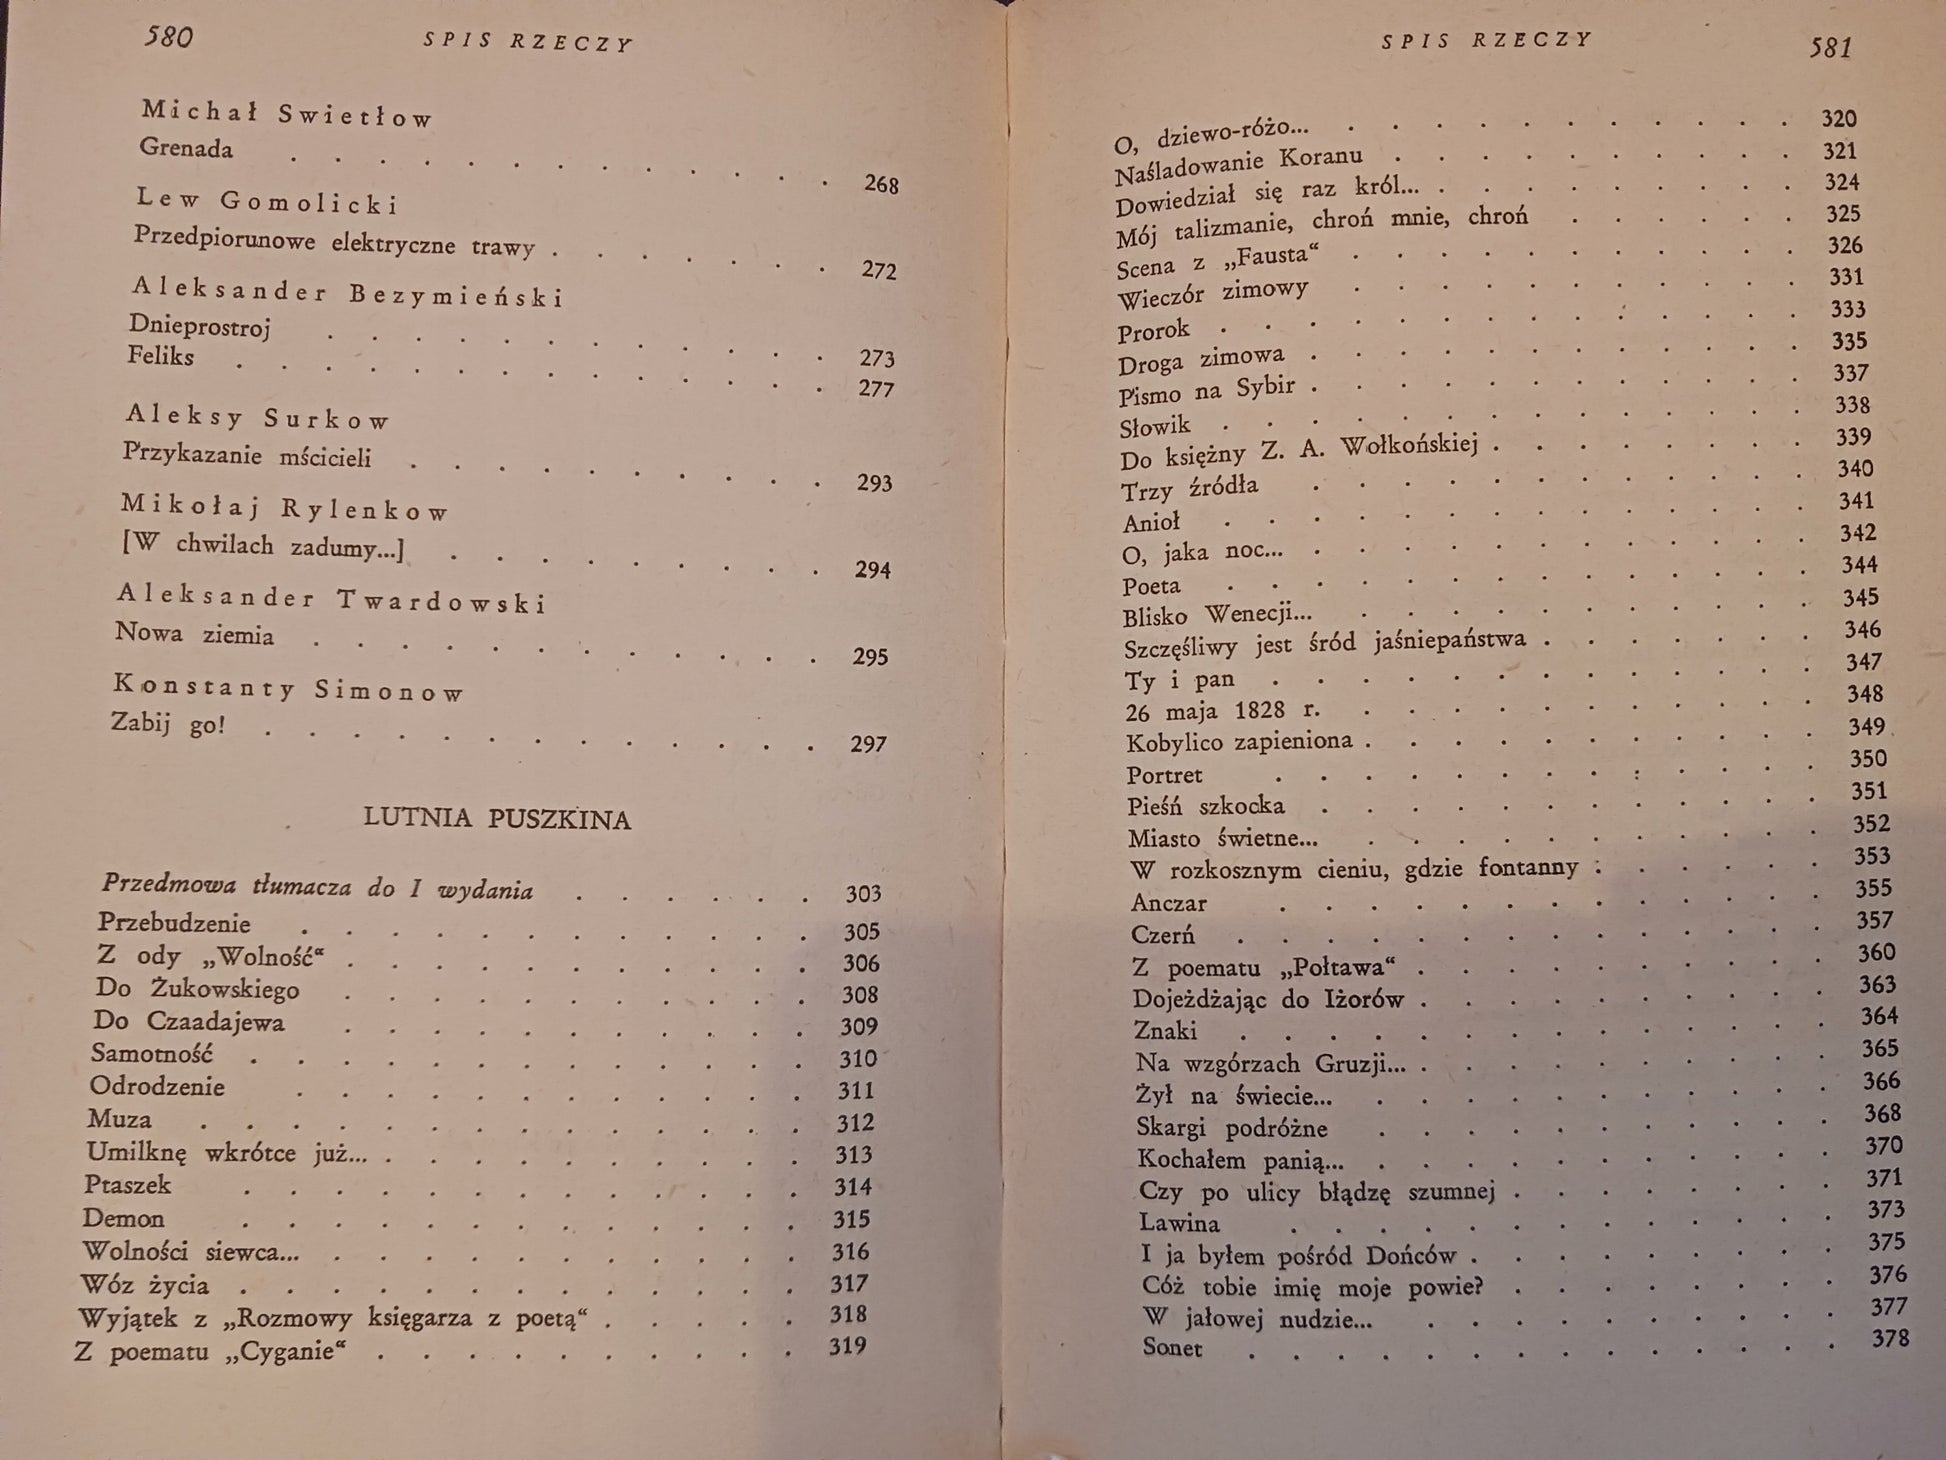 580
SPIS RZECZY
Michał Swietłow
Grenada . . . . . . . . . . . . . 268
Lew Gomolicki
Przedpiorunowe elektryczne trawy . . . . . . . 272
Aleksander Bezymieński
Dnieprostroj . . . . . . . . . . . . 273
Feliks . . . . . . . . . . . . . . 277
Aleksy Surkow
Przykazanie mścicieli . . . . . . . . . . 293
Mikołaj Rylenkow
[W chwilach zadumy...] . . . . . . . . . 294
Aleksander Twardowski
Nowa ziemia . . . . . . . . . . . . 295
Konstanty Simonow
Zabij go! . . . . . . . . . . . . . 297
LUTNIA PUSZKINA
Przedmowa tłumacza do I wydania . . . . . . 303
Przebudzenie . . . . . . . . . . . . 305
Z ody „Wolność“ . . . . . . . . . . . 306
Do Żukowskiego . . . . . . . . . . . 308
Do Czaadajewa . . . . . . . . . . . 309
Samotność . . . . . . . . . . . . . 310
Odrodzenie . . . . . . . . . . . . 311
Muza . . . . . . . . . . . . . . 312
Umilknę wkrótce już... . . . . . . . . . . 313
Ptaszek . . . . . . . . . . . . . 314
Demon . . . . . . . . . . . . . 315
Wolności siewca... . . . . . . . . . . . 316
Wóz życia . . . . . . . . . . . . . 317
Wyjątek z „Rozmowy księgarza z poetą“ . . . . . 318
Z poematu „Cyganie“ . . . . . . . . . . 319
SPIS RZECZY
581
O, dziewo-różo... . . . . . . . . . . . 320
Naśladowanie Koranu . . . . . . . . . . 321
Dowiedział się raz król... . . . . . . . . . . 324
Mój talizmanie, chroń mnie, chroń . . . . . . 325
Scena z „Fausta“ . . . . . . . . . . . 326
Wieczór zimowy . . . . . . . . . . . 331
Prorok . . . . . . . . . . . . . . 333
Droga zimowa . . . . . . . . . . . . 335
Pismo na Sybir . . . . . . . . . . . . 337
Słowik . . . . . . . . . . . . . . 338
Do księżny Z. A. Wołkońskiej . . . . . . . . 339
Trzy źródła . . . . . . . . . . . . 340
Anioł . . . . . . . . . . . . . . 341
O, jaka noc... . . . . . . . . . . . . 342
Poeta . . . . . . . . . . . . . . 344
Blisko Wenecji... . . . . . . . . . . . 345
Szczęśliwy jest śród jaśniepaństwa . . . . . . . 346
Ty i pan . . . . . . . . . . . . . 347
26 maja 1828 r. . . . . . . . . . . . 348
Kobylico zapieniona . . . . . . . . . . . 349
Portret . . . . . . . . . . . . . 350
Pieśń szkocka . . . . . . . . . . . . 351
Miasto świetne... . . . . . . . . . . . 352
W rozkosznym cieniu, gdzie fontanny . . . . . . 353
Anczar . . . . . . . . . . . . . 355
Czerń . . . . . . . . . . . . . . 357
Z poematu „Połtawa“ . . . . . . . . . . 360
Dojeżdżając do Iżorów . . . . . . . . . . 363
Znaki . . . . . . . . . . . . . . 364
Na wzgórzach Gruzji... . . . . . . . . . . 365
Żył na świecie... . . . . . . . . . . . 366
Skargi podróżne . . . . . . . . . . . 368
Kochałem panią... . . . . . . . . . . . 370
Czy po ulicy błądzę szumnej . . . . . . . . 371
Lawina . . . . . . . . . . . . . 373
I ja byłem pośród Dońców . . . . . . . . . 375
Cóż tobie imię moje powie? . . . . . . . . 376
W jałowej nudzie... . . . . . . . . . . 377
Sonet . . . . . . . . . . . . . . 378